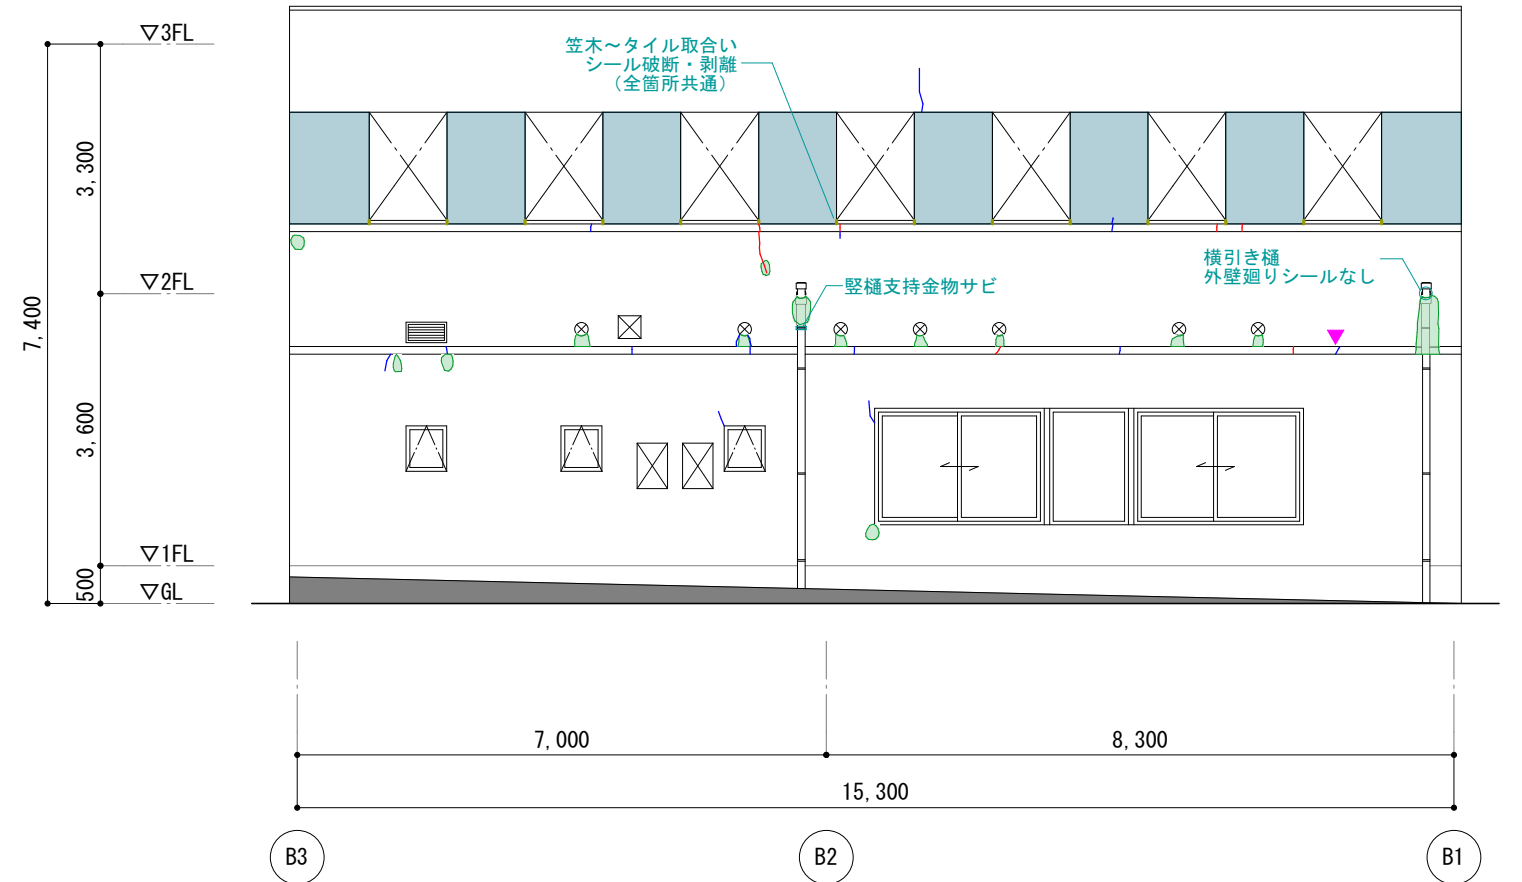 ▽3FL
笠木～タイル取合い
シール破断・剥離
（全箇所共通）
3,300
横引き樋
外壁廻りシールなし
▽2FL
竪樋支持金物サビ
7,400
3,600
▽1FL
500
▽GL
7,000
8,300
15,300
B3
B2
B1